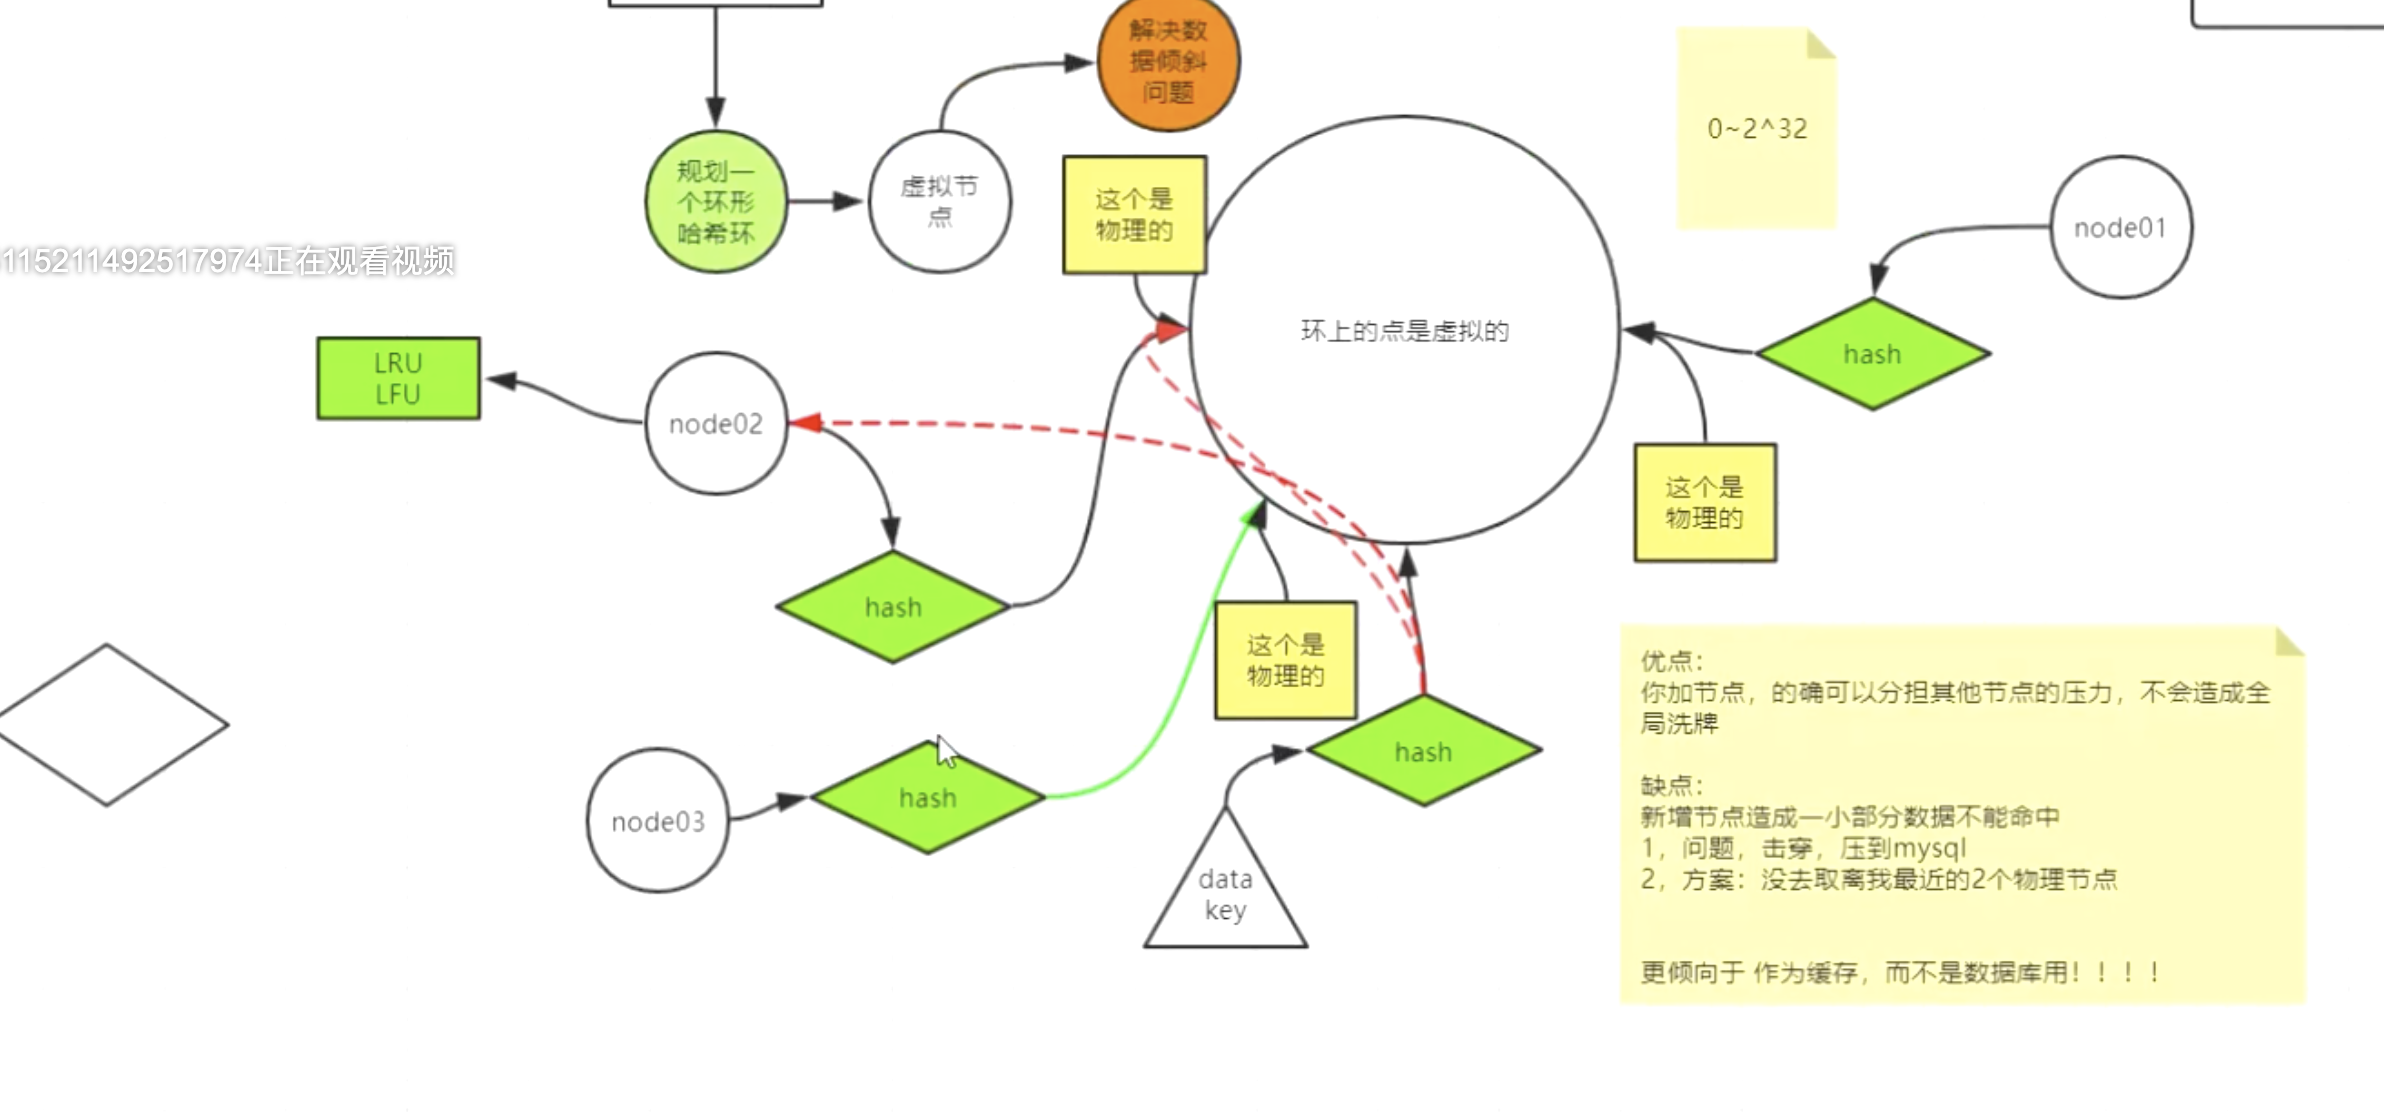 解决数
据倾斜
问题
0~2^32
规划一
个环形
哈希环
虚拟节
点
这个是
物理的
node01
115211492517974正在观看视频
环上的点是虚拟的
hash
LRU
LFU
node02
这个是
物理的
hash
这个是
物理的
优点：
你加节点，的确可以分担其他节点的压力，不会造成全
局洗牌
缺点：
新增节点造成一小部分数据不能命中
1，问题，击穿，压到mysql
2，方案：没去取离我最近的2个物理节点
更倾向于 作为缓存，而不是数据库用！！！！
hash
hash
node03
data
key